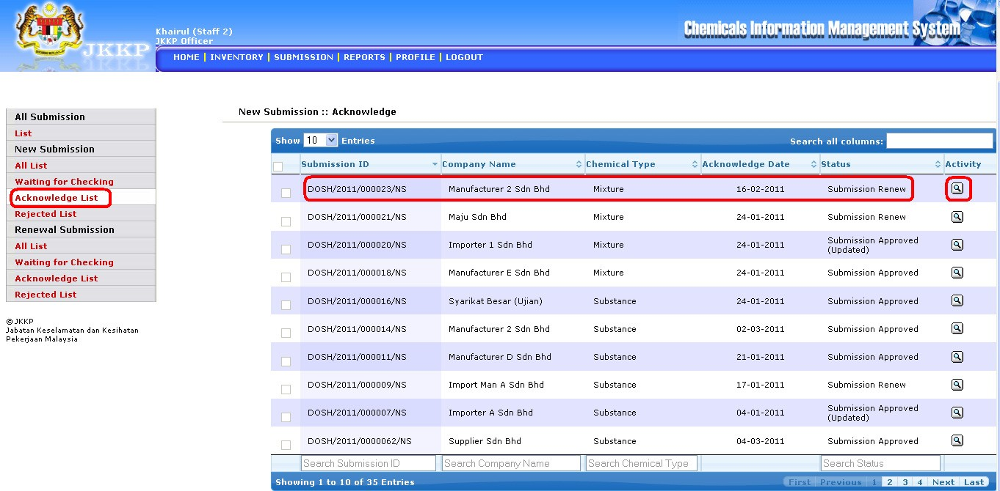 Khairul (Staff 2)
JKKP Officer
JKKP
Chemicals Information Management System
HOME | INVENTORY | SUBMISSION | REPORTS | PROFILE | LOGOUT
All Submission
List
New Submission
All List
Waiting for Checking
Acknowledge List
Rejected List
Renewal Submission
All List
Waiting for Checking
Acknowledge List
Rejected List
© JKKP
Jabatan Keselamatan dan Kesihatan
Pekerjaan Malaysia
New Submission :: Acknowledge
Show 10 Entries Search all columns:
Submission ID Company Name Chemical Type Acknowledge Date Status Activity
DOSH/2011/000023/NS Manufacturer 2 Sdn Bhd Mixture 16-02-2011 Submission Renew
DOSH/2011/000021/NS Maju Sdn Bhd Mixture 24-01-2011 Submission Renew
DOSH/2011/000020/NS Importer 1 Sdn Bhd Mixture 24-01-2011 Submission Approved
(Updated)
DOSH/2011/000018/NS Manufacturer E Sdn Bhd Mixture 24-01-2011 Submission Approved
DOSH/2011/000016/NS Syarikat Besar (Ujian) Substance 24-01-2011 Submission Approved
DOSH/2011/000014/NS Manufacturer 2 Sdn Bhd Substance 02-03-2011 Submission Approved
DOSH/2011/000011/NS Manufacturer D Sdn Bhd Substance 21-01-2011 Submission Approved
DOSH/2011/000009/NS Import Man A Sdn Bhd Substance 17-01-2011 Submission Renew
DOSH/2011/000007/NS Importer A Sdn Bhd Substance 04-01-2011 Submission Approved
(Updated)
DOSH/2011/0000062/NS Supplier Sdn Bhd Substance 04-03-2011 Submission Approved
Search Submission ID Search Company Name Search Chemical Type Search Status
Showing 1 to 10 of 35 Entries First Previous 1 2 3 4 Next Last